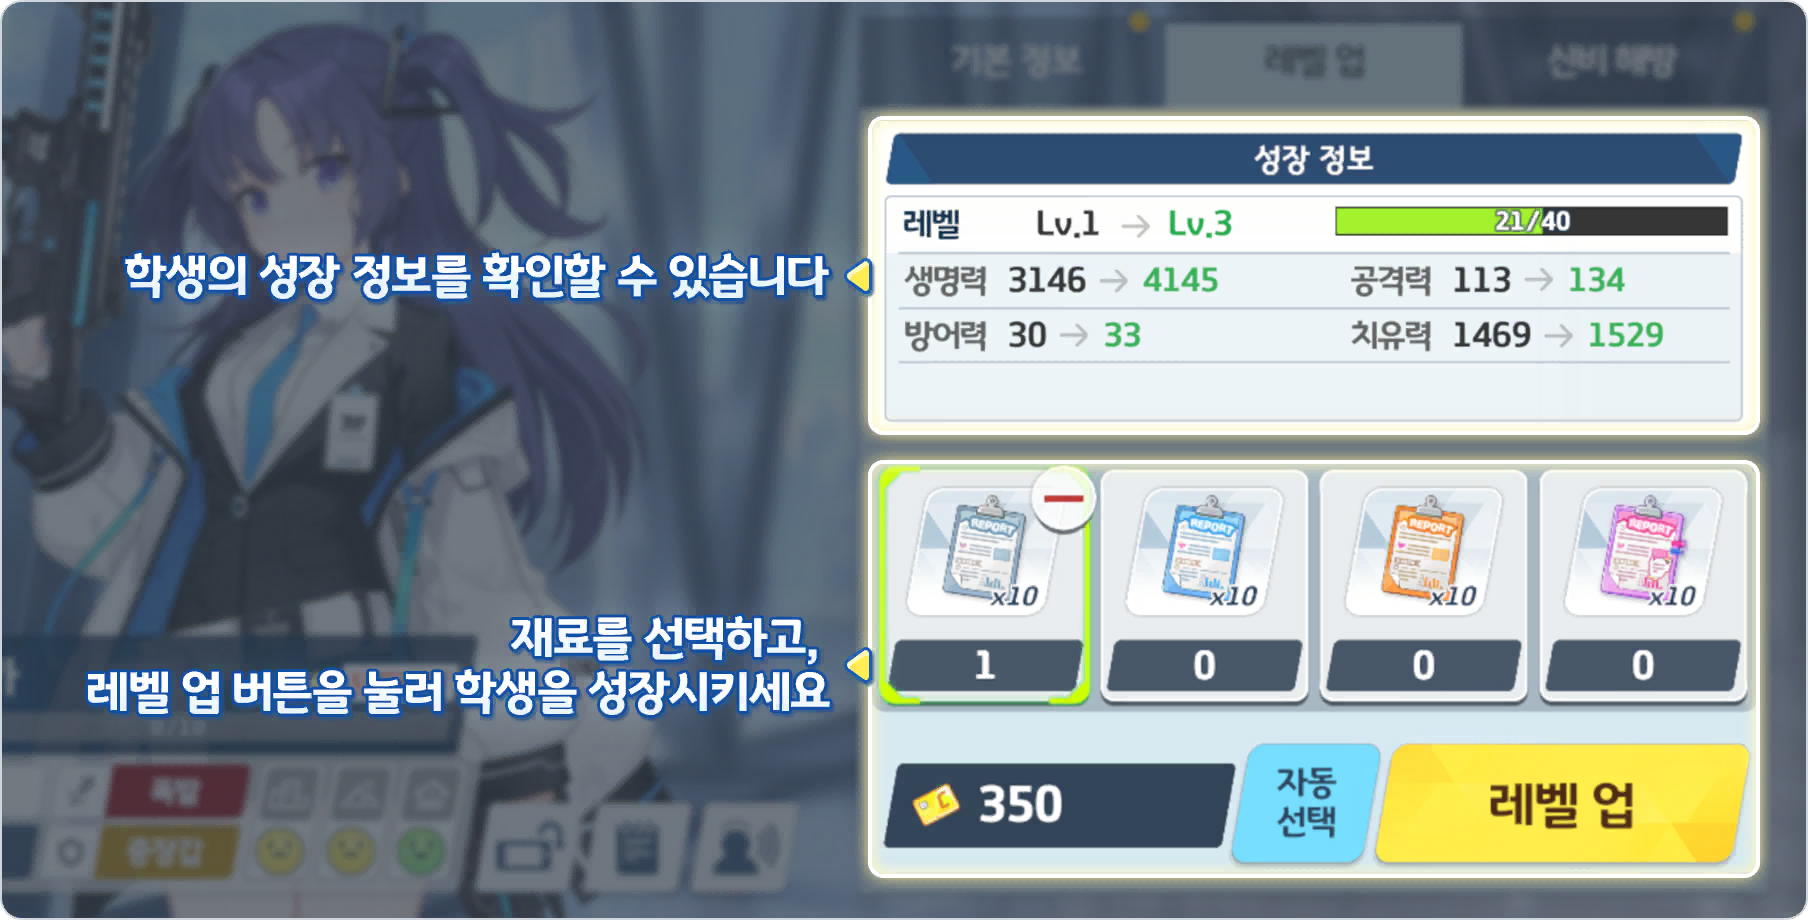 기본 정보
레벨 업
신비 해방
성장 정보
레벨 Lv.1 → Lv.3 21/40
생명력 3146 → 4145 공격력 113 → 134
방어력 30 → 33 치유력 1469 → 1529
학생의 성장 정보를 확인할 수 있습니다
REPORT x10 REPORT x10 REPORT x10 REPORT x10
1 0 0 0
재료를 선택하고,
레벨 업 버튼을 눌러 학생을 성장시키세요
350
자동
선택
레벨 업
폭발
중장갑